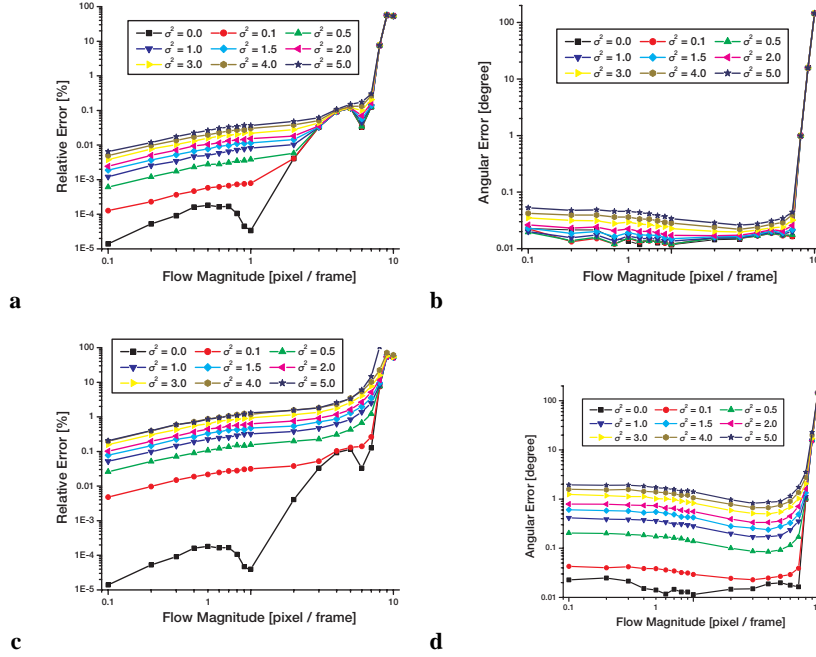 100
10
1
0.1
0.01
1E-3
1E-4
1E-5
Relative Error [%]
σ² = 0.0 σ² = 0.1 σ² = 0.5
σ² = 1.0 σ² = 1.5 σ² = 2.0
σ² = 3.0 σ² = 4.0 σ² = 5.0
0.1 1 10
Flow Magnitude [pixel / frame]
a
100
10
1
0.1
0.01
Angular Error [degree]
σ² = 0.0 σ² = 0.1 σ² = 0.5
σ² = 1.0 σ² = 1.5 σ² = 2.0
σ² = 3.0 σ² = 4.0 σ² = 5.0
0.1 1 10
Flow Magnitude [pixel / frame]
b
100
10
1
0.1
0.01
1E-3
1E-4
1E-5
Relative Error [%]
σ² = 0.0 σ² = 0.1 σ² = 0.5
σ² = 1.0 σ² = 1.5 σ² = 2.0
σ² = 3.0 σ² = 4.0 σ² = 5.0
0.1 1 10
Flow Magnitude [pixel / frame]
c
100
10
1
0.1
0.01
Angular Error [degree]
σ² = 0.0 σ² = 0.1 σ² = 0.5
σ² = 1.0 σ² = 1.5 σ² = 2.0
σ² = 3.0 σ² = 4.0 σ² = 5.0
0.1 1 10
Flow Magnitude [pixel / frame]
d